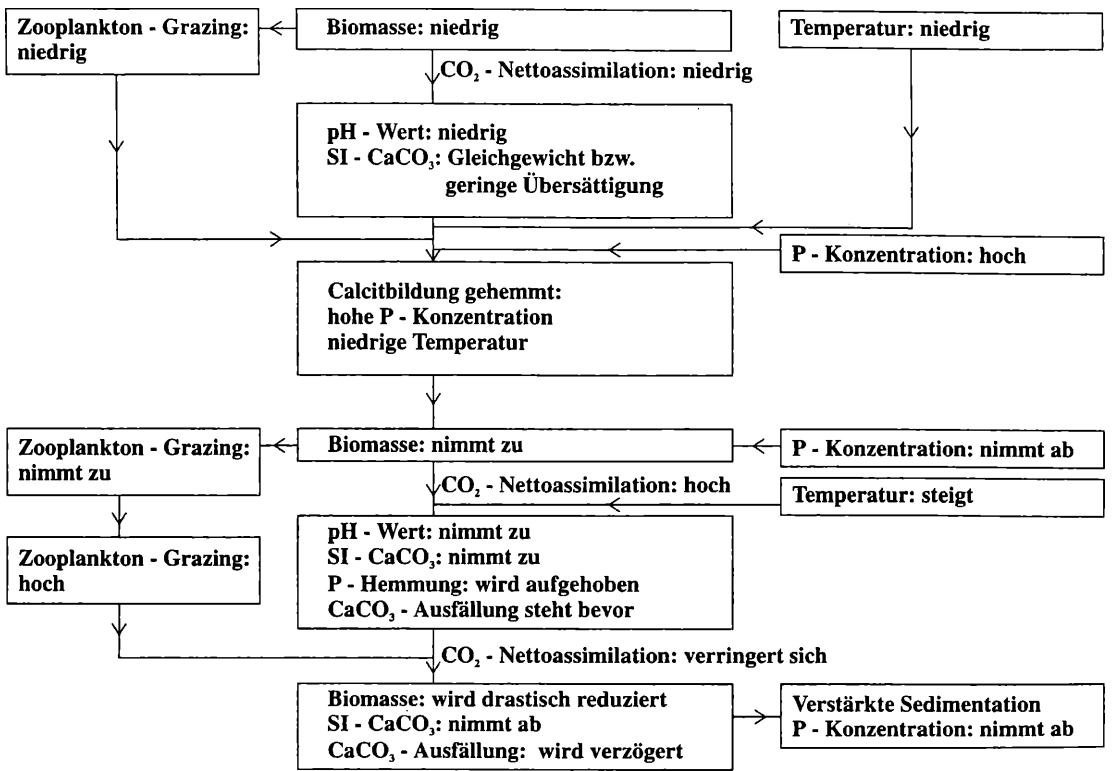 Zooplankton - Grazing:
niedrig
Biomasse: niedrig
Temperatur: niedrig
CO₂ - Nettoassimilation: niedrig
pH - Wert: niedrig
SI - CaCO₃: Gleichgewicht bzw.
geringe Übersättigung
P - Konzentration: hoch
Calcitbildung gehemmt:
hohe P - Konzentration
niedrige Temperatur
Zooplankton - Grazing:
nimmt zu
Biomasse: nimmt zu
P - Konzentration: nimmt ab
CO₂ - Nettoassimilation: hoch
Temperatur: steigt
Zooplankton - Grazing:
hoch
pH - Wert: nimmt zu
SI - CaCO₃: nimmt zu
P - Hemmung: wird aufgehoben
CaCO₃ - Ausfällung steht bevor
CO₂ - Nettoassimilation: verringert sich
Biomasse: wird drastisch reduziert
SI - CaCO₃: nimmt ab
CaCO₃ - Ausfällung: wird verzögert
Verstärkte Sedimentation
P - Konzentration: nimmt ab